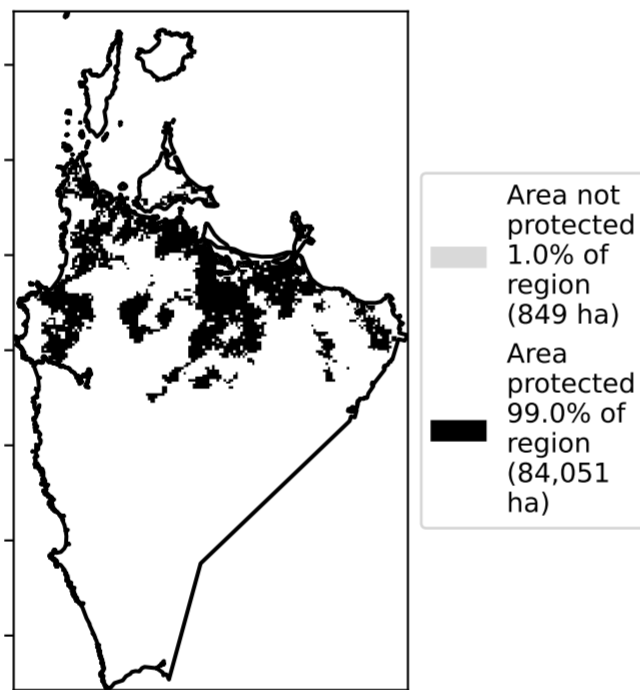 Area not
protected
1.0% of
region
(849 ha)
Area
protected
99.0% of
region
(84,051
ha)